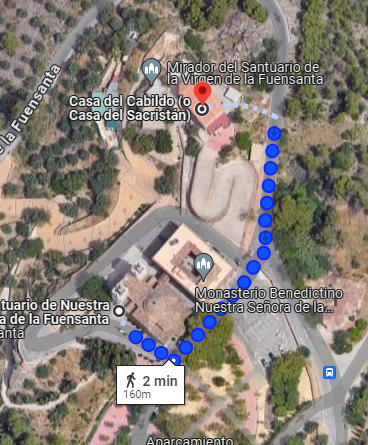 Mirador del Santuario de
la Virgen de la Fuensanta
Casa del Cabildo (o
Casa del Sacristán)
e la Fuensanta
Monasterio Benedictino
Nuestra Señora de la...
tuario de Nuestra
a de la Fuensanta
anta
2 min
160m
Aparcamiento